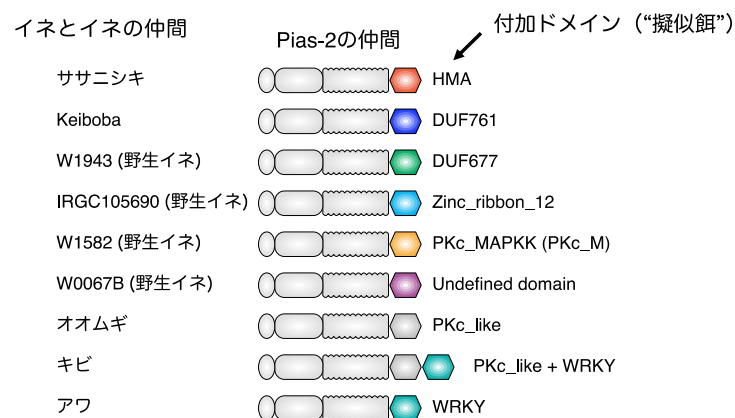 イネとイネの仲間
Pias-2の仲間
付加ドメイン（“擬似餌”）
ササニシキ HMA
Keiboba DUF761
W1943 (野生イネ) DUF677
IRGC105690 (野生イネ) Zinc_ribbon_12
W1582 (野生イネ) PKc_MAPKK (PKc_M)
W0067B (野生イネ) Undefined domain
オオムギ PKc_like
キビ PKc_like + WRKY
アワ WRKY